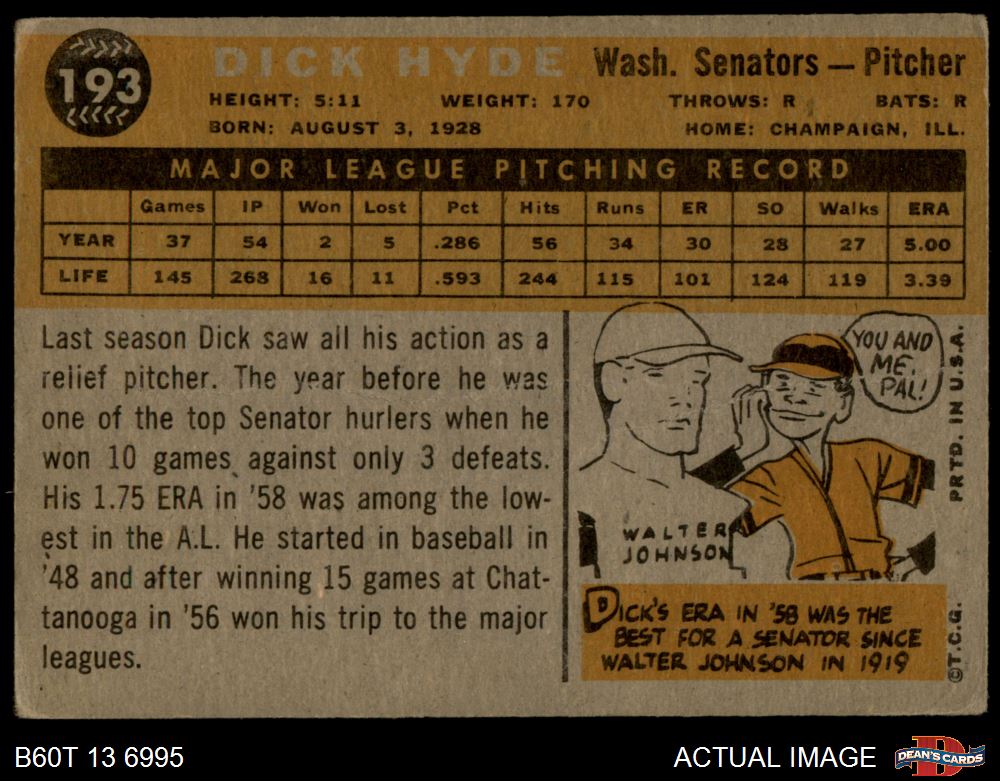 193
DICK HYDE Wash. Senators — Pitcher
HEIGHT: 5:11 WEIGHT: 170 THROWS: R BATS: R
BORN: AUGUST 3, 1928 HOME: CHAMPAIGN, ILL.
MAJOR LEAGUE PITCHING RECORD
Games IP Won Lost Pct Hits Runs ER SO Walks ERA
YEAR 37 54 2 5 .286 56 34 30 28 27 5.00
LIFE 145 268 16 11 .593 244 115 101 124 119 3.39
Last season Dick saw all his action as a
relief pitcher. The year before he was
one of the top Senator hurlers when he
won 10 games against only 3 defeats.
His 1.75 ERA in '58 was among the low-
est in the A.L. He started in baseball in
'48 and after winning 15 games at Chat-
tanooga in '56 won his trip to the major
leagues.
YOU AND
ME,
PAL!
WALTER
JOHNSON
DICK'S ERA IN '58 WAS THE
BEST FOR A SENATOR SINCE
WALTER JOHNSON IN 1919
©T.C.G. PRTD. IN U.S.A.
B60T 13 6995 ACTUAL IMAGE
D
DEAN'S CARDS